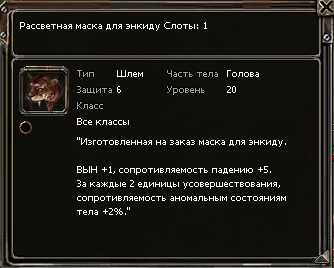 Рассветная маска для энкиду Слоты: 1
Тип Шлем Часть тела Голова
Защита 6 Уровень 20
Класс
Все классы
"Изготовленная на заказ маска для энкиду.
ВЫН +1, сопротивляемость падению +5.
За каждые 2 единицы усовершенствования,
сопротивляемость аномальным состояниям
тела +2%."